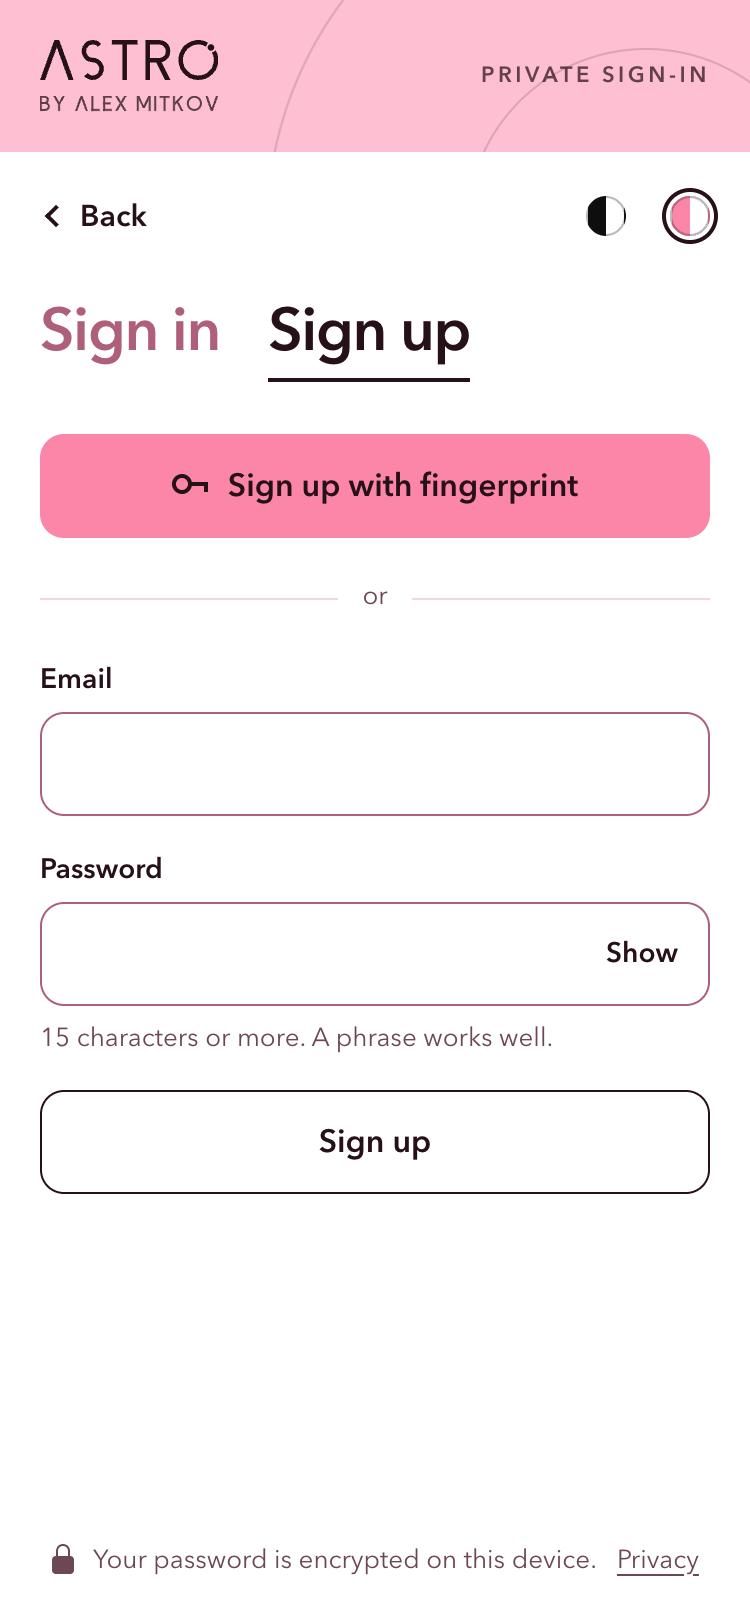 ASTRO
BY ALEX MITKOV
PRIVATE SIGN-IN
Back
Sign in Sign up
Sign up with fingerprint
or
Email
Password
Show
15 characters or more. A phrase works well.
Sign up
Your password is encrypted on this device. Privacy